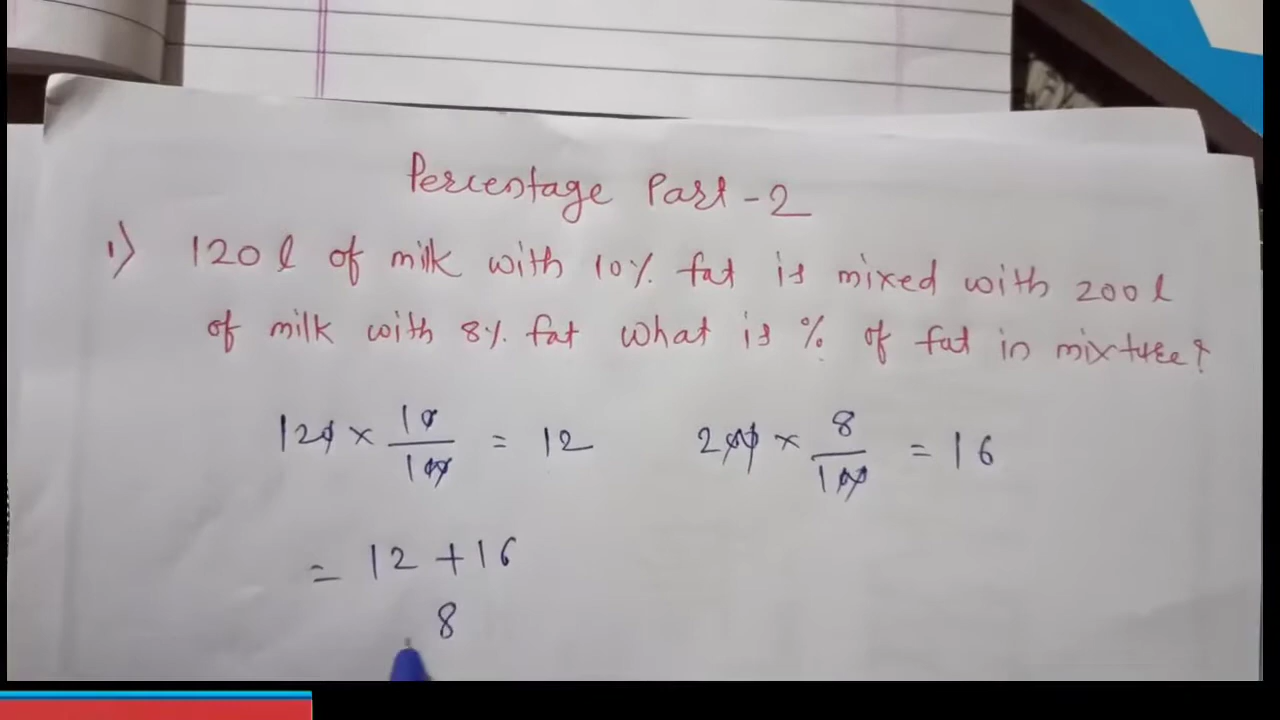 Percentage Part - 2
1) 120 l of milk with 10% fat is mixed with 200 l
of milk with 8% fat what is % of fat in mixture?
120 × 10/100 = 12 200 × 8/100 = 16
= 12 + 16
8